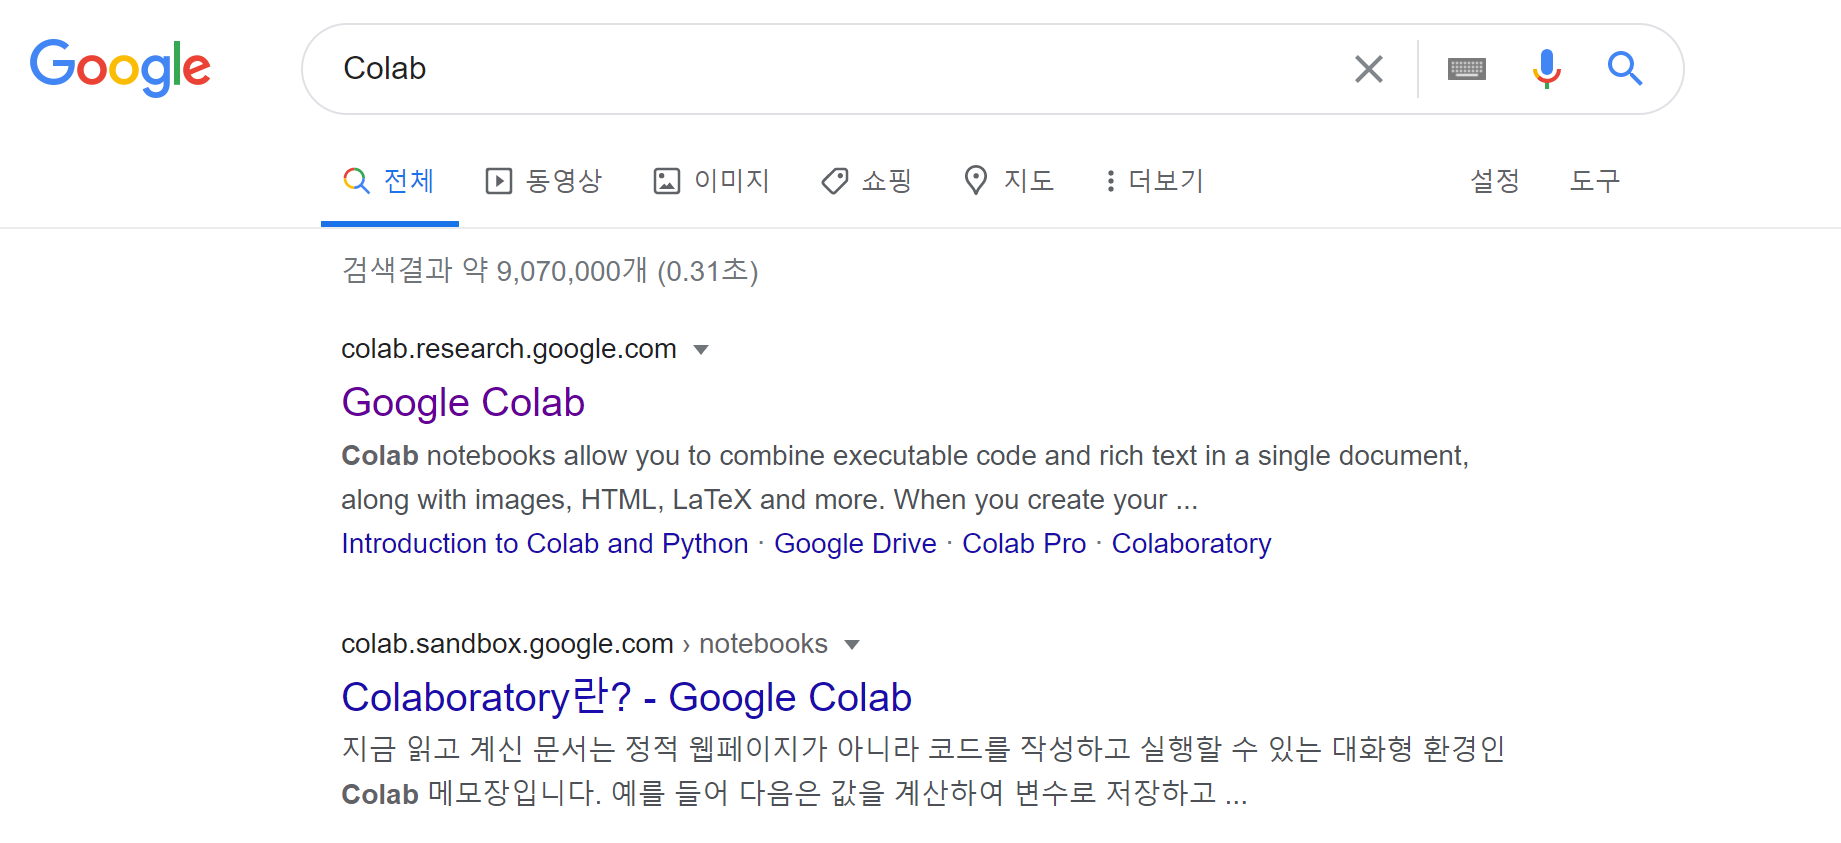 Google
Colab
전체 동영상 이미지 쇼핑 지도 더보기 설정 도구
검색결과 약 9,070,000개 (0.31초)
colab.research.google.com
Google Colab
Colab notebooks allow you to combine executable code and rich text in a single document,
along with images, HTML, LaTeX and more. When you create your ...
Introduction to Colab and Python · Google Drive · Colab Pro · Colaboratory
colab.sandbox.google.com › notebooks
Colaboratory란? - Google Colab
지금 읽고 계신 문서는 정적 웹페이지가 아니라 코드를 작성하고 실행할 수 있는 대화형 환경인
Colab 메모장입니다. 예를 들어 다음은 값을 계산하여 변수로 저장하고 ...